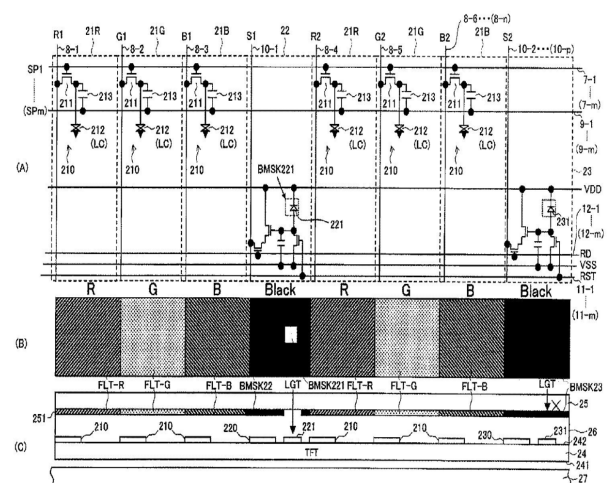 R1 21R G1 21G B1 21B S1 22 R2 21R G2 21G B2 8-6···(8-n) 21B S2
8-1 8-2 8-3 10-1 8-4 8-5 10-2···(10-p)
SP1 7-1
211 213 211 213 211 213 211 213 211 213 211 213 (7-m)
(SPm) 9-1
212 212 212 212 212 212 (9-m)
(LC) (LC) (LC) (LC) (LC) (LC)
(A) 210 210 210 BMSK221 210 210 210 23
VDD
221 231 12-1
(12-m)
RD
VSS
RST
R G B Black R G B Black 11-1
(11-m)
(B)
FLT-R FLT-G FLT-B BMSK22 LGT BMSK221 FLT-R FLT-G FLT-B LGT BMSK23
25
251
210 210 220 221 210 210 230 231 26
(C) 242
TFT 24
241
27